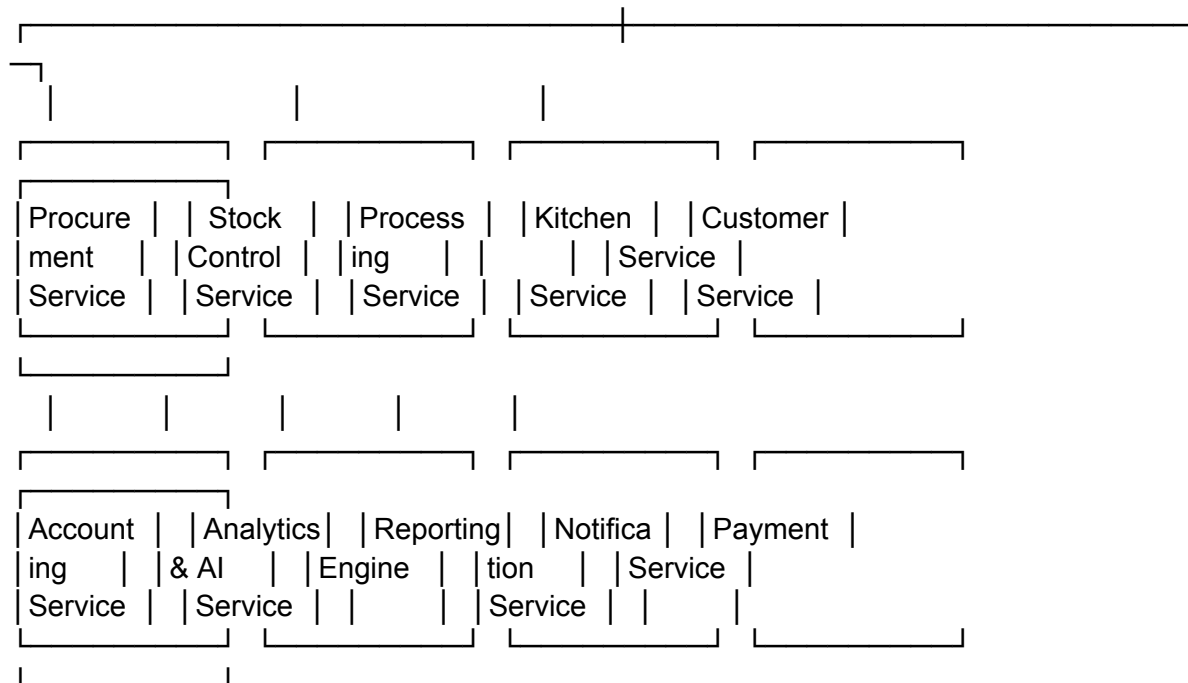 Procure Stock Process Kitchen Customer
ment Control ing Service
Service Service Service Service Service
Account Analytics Reporting Notifica Payment
ing & AI Engine tion Service
Service Service Service